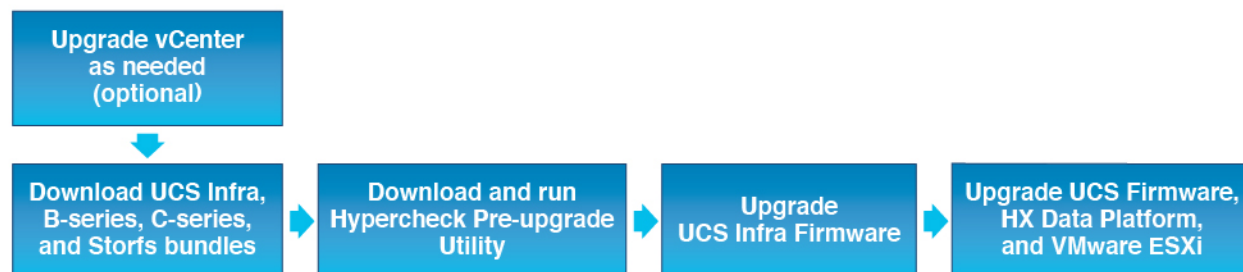 Upgrade vCenter
as needed
(optional)
Download UCS Infra,
B-series, C-series,
and Storfs bundles
Download and run
Hypercheck Pre-upgrade
Utility
Upgrade
UCS Infra Firmware
Upgrade UCS Firmware,
HX Data Platform,
and VMware ESXi